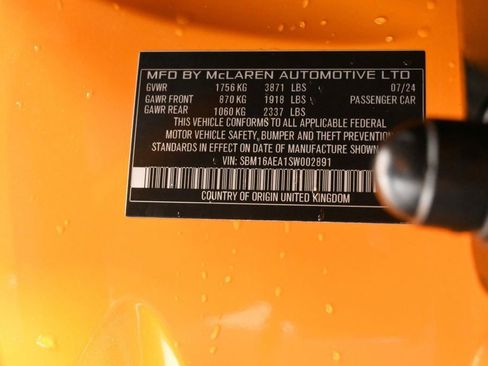 MFD BY McLAREN AUTOMOTIVE LTD
GVWR 1756 KG 3871 LBS 07/24
GAWR FRONT 870 KG 1918 LBS PASSENGER CAR
GAWR REAR 1060 KG 2337 LBS
THIS VEHICLE CONFORMS TO ALL APPLICABLE FEDERAL
MOTOR VEHICLE SAFETY, BUMPER AND THEFT PREVENTION
STANDARDS IN EFFECT ON DATE OF MANUFACTURE SHOWN
VIN: SBM16AEA1SW002891
COUNTRY OF ORIGIN UNITED KINGDOM